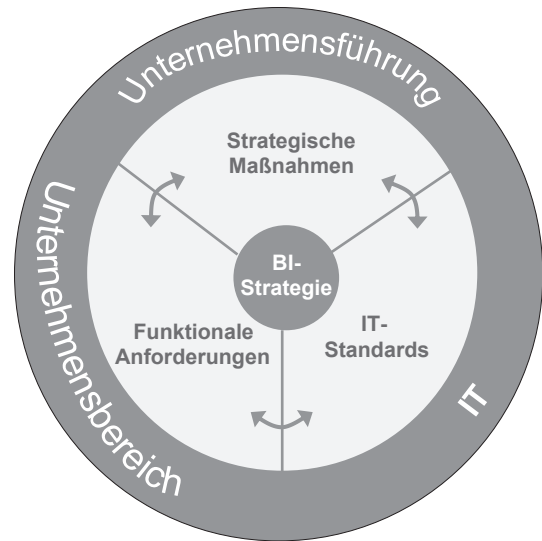 Unternehmensführung
Strategische
Maßnahmen
BI-
Strategie
Funktionale
Anforderungen
IT-
Standards
Unternehmensbereich
IT